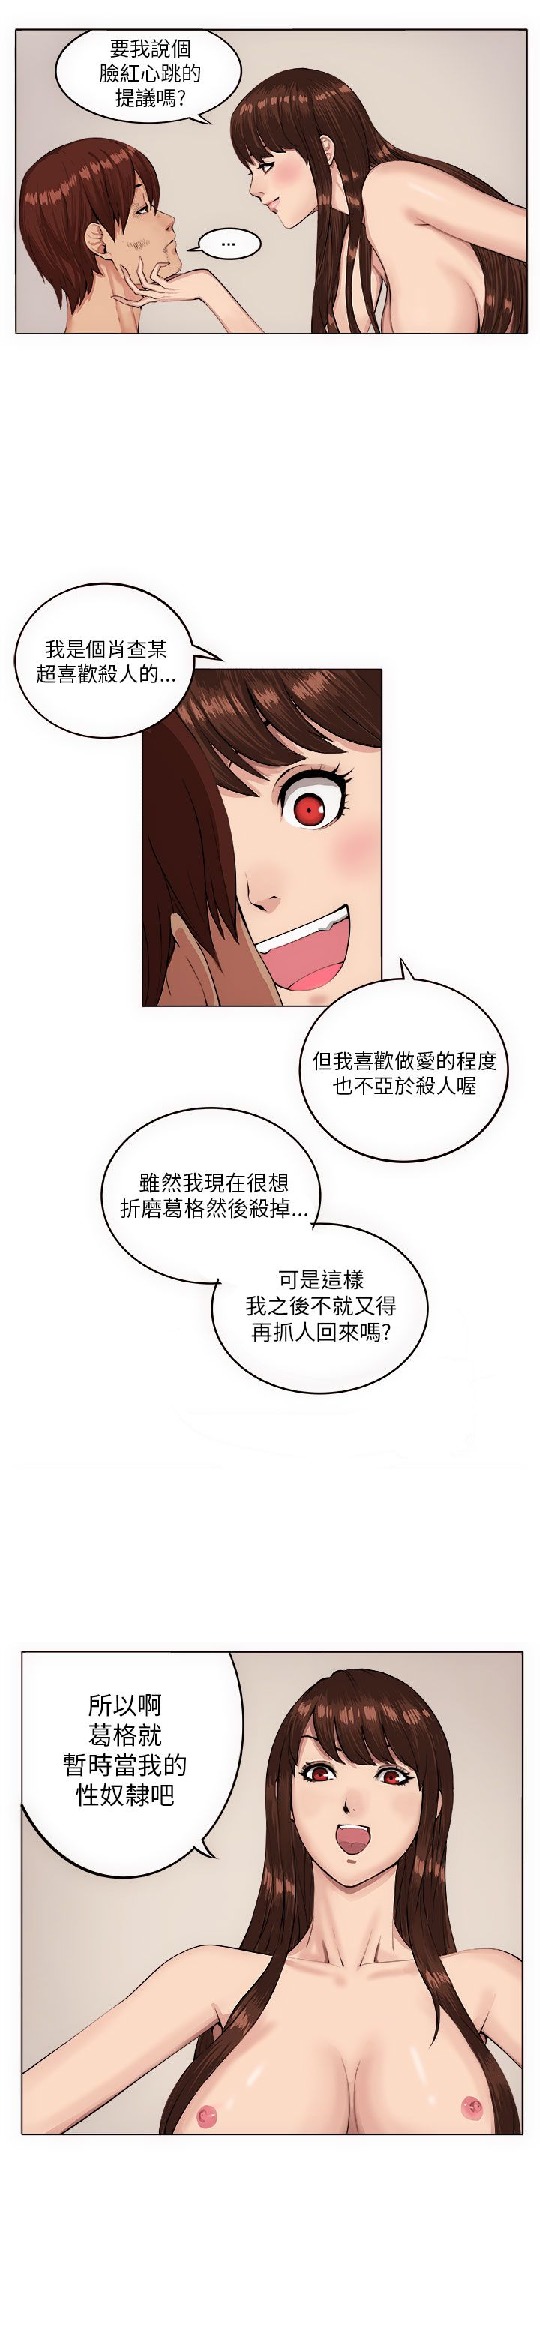 要我說個
臉紅心跳的
提議嗎?
...
我是個肖查某
超喜歡殺人的...
但我喜歡做愛的程度
也不亞於殺人喔
雖然我現在很想
折磨葛格然後殺掉...
可是這樣
我之後不就又得
再抓人回來嗎?
所以啊
葛格就
暫時當我的
性奴隸吧